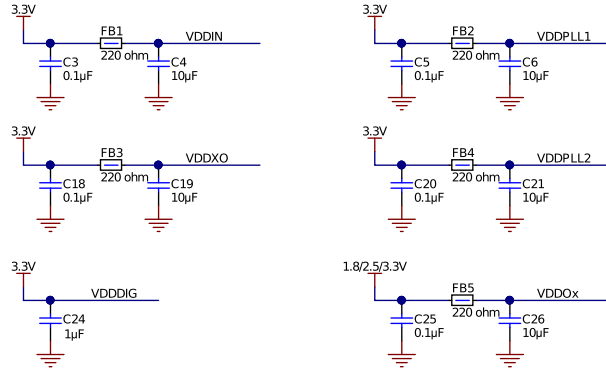 3.3V
FB1
VDDIN
220 ohm
C3
0.1µF
C4
10µF
3.3V
FB2
VDDPLL1
220 ohm
C5
0.1µF
C6
10µF
3.3V
FB3
VDDXO
220 ohm
C18
0.1µF
C19
10µF
3.3V
FB4
VDDPLL2
220 ohm
C20
0.1µF
C21
10µF
3.3V
VDDDIG
C24
1µF
1.8/2.5/3.3V
FB5
VDDOx
220 ohm
C25
0.1µF
C26
10µF